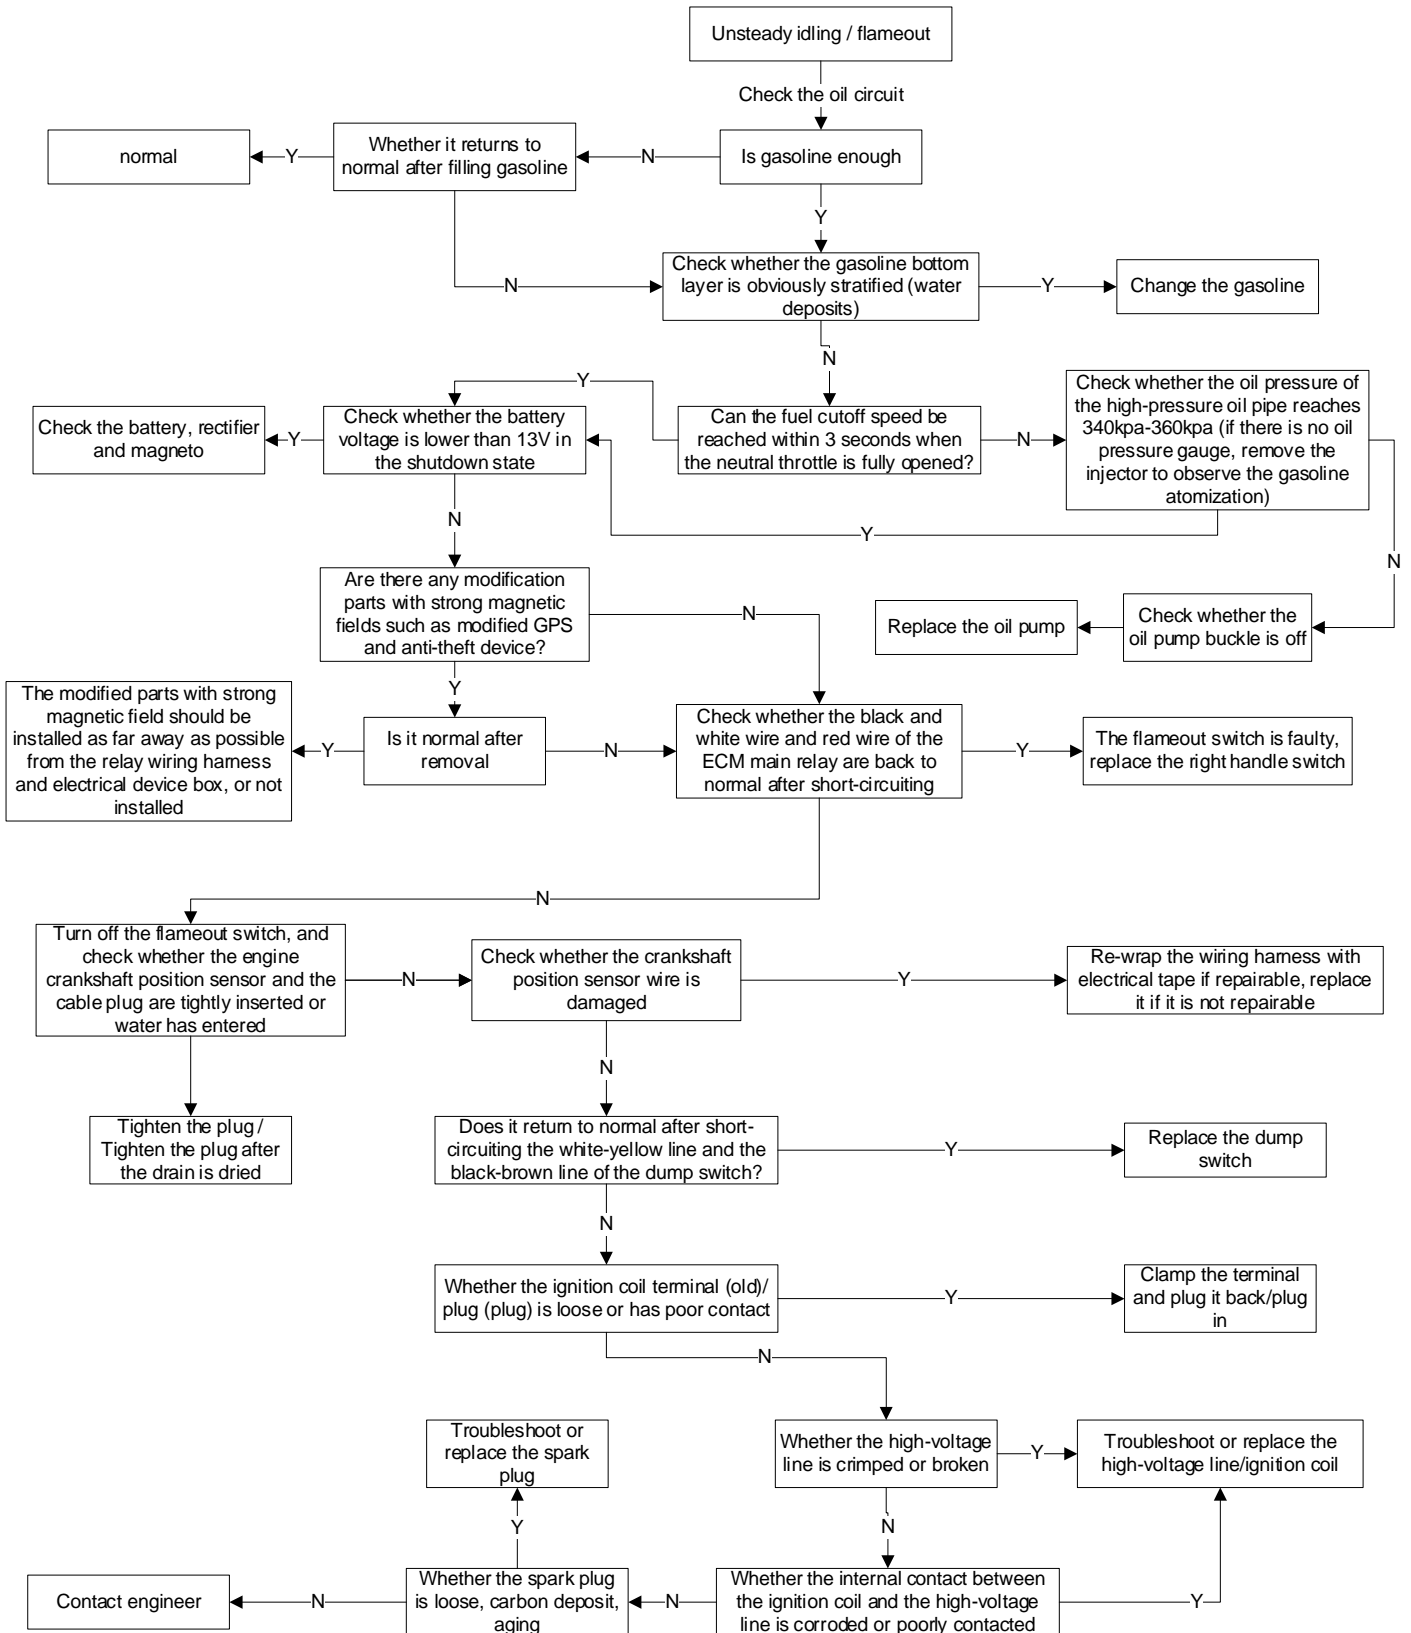 Unsteady idling / flameout
Check the oil circuit
normal
Y
Whether it returns to
normal after filling gasoline
N
Is gasoline enough
Y
N
Check whether the gasoline bottom
layer is obviously stratified (water
deposits)
Y
Change the gasoline
N
Y
Check the battery, rectifier
and magneto
Y
Check whether the battery
voltage is lower than 13V in
the shutdown state
Can the fuel cutoff speed be
reached within 3 seconds when
the neutral throttle is fully opened?
N
Check whether the oil pressure of
the high-pressure oil pipe reaches
340kpa-360kpa (if there is no oil
pressure gauge, remove the
injector to observe the gasoline
atomization)
N
Y
N
Are there any modification
parts with strong magnetic
fields such as modified GPS
and anti-theft device?
N
Replace the oil pump
Check whether the
oil pump buckle is off
Y
The modified parts with strong
magnetic field should be
installed as far away as possible
from the relay wiring harness
and electrical device box, or not
installed
Y
Is it normal after
removal
N
Check whether the black and
white wire and red wire of the
ECM main relay are back to
normal after short-circuiting
Y
The flameout switch is faulty,
replace the right handle switch
N
Turn off the flameout switch, and
check whether the engine
crankshaft position sensor and the
cable plug are tightly inserted or
water has entered
N
Check whether the crankshaft
position sensor wire is
damaged
Y
Re-wrap the wiring harness with
electrical tape if repairable, replace
it if it is not repairable
N
Tighten the plug /
Tighten the plug after
the drain is dried
Does it return to normal after short-
circuiting the white-yellow line and the
black-brown line of the dump switch?
Y
Replace the dump
switch
N
Whether the ignition coil terminal (old)/
plug (plug) is loose or has poor contact
Y
Clamp the terminal
and plug it back/plug
in
N
Troubleshoot or
replace the spark
plug
Whether the high-voltage
line is crimped or broken
Y
Troubleshoot or replace the
high-voltage line/ignition coil
Y
N
Contact engineer
N
Whether the spark plug
is loose, carbon deposit,
aging
N
Whether the internal contact between
the ignition coil and the high-voltage
line is corroded or poorly contacted
Y